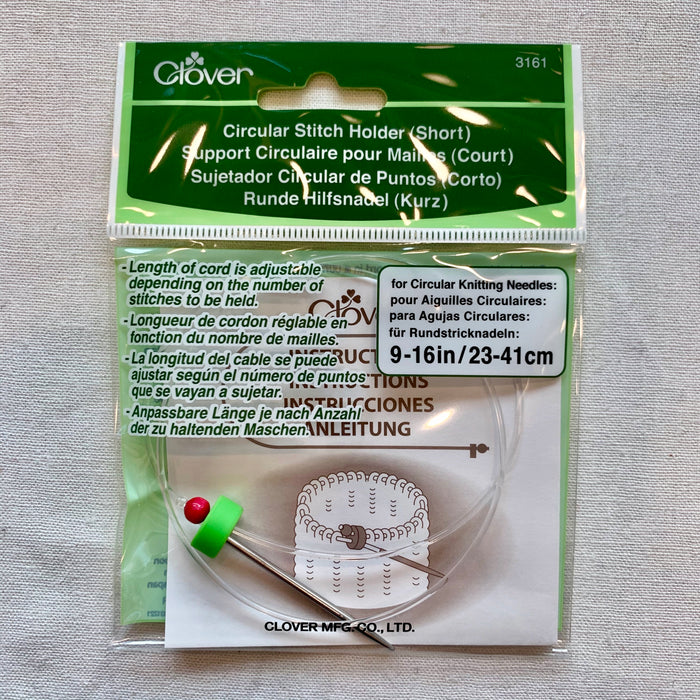 Clover
3161
Circular Stitch Holder (Short)
Support Circulaire pour Mailles (Court)
Sujetador Circular de Puntos (Corto)
Runde Hilfsnadel (Kurz)
-Length of cord is adjustable
depending on the number of
stitches to be held.
-Longueur de cordon réglable en
fonction du nombre de mailles.
-La longitud del cable se puede
ajustar según el número de puntos
que se vayan a sujetar.
-Anpassbare Länge je nach Anzahl
der zu haltenden Maschen.
for Circular Knitting Needles:
pour Aiguilles Circulaires:
para Agujas Circulares:
für Rundstricknadeln:
9-16in/23-41cm
Clover
INSTRUCTIONS
INSTRUCCIONES
ANLEITUNG
CLOVER MFG.CO., LTD.